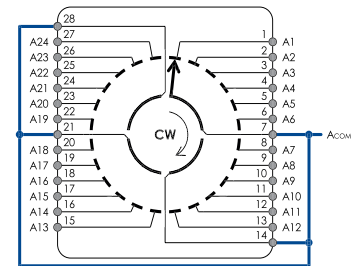 28
A24 27 1 A1
A23 26 2 A2
A22 25 3 A3
A21 24 4 A4
A20 23 5 A5
A19 22 6 A6
21 CW 7 ACOM
A18 20 8 A7
A17 19 9 A8
A16 18 10 A9
A15 17 11 A10
A14 16 12 A11
A13 15 13 A12
14